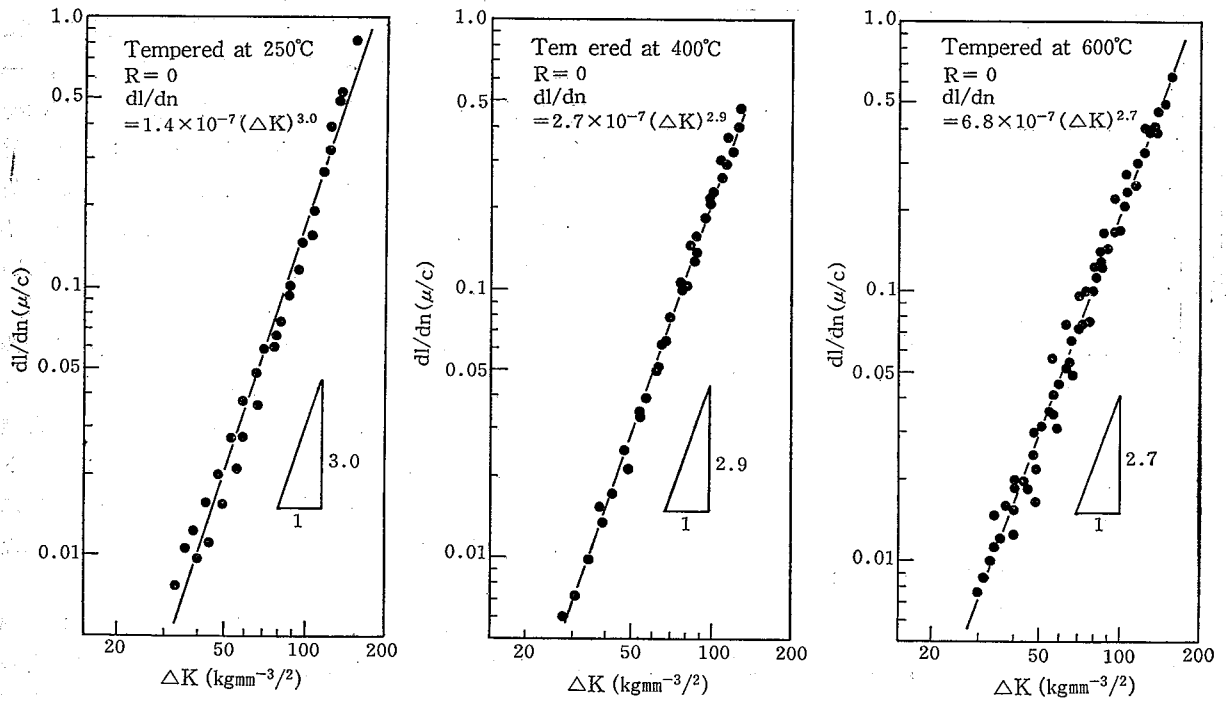 Tempered at 250℃
R=0
dl/dn
=1.4×10⁻⁷(△K)³·⁰
1.0
0.5
0.1
0.05
0.01
dl/dn(μ/c)
3.0
1
20
50
100
200
△K (kgmm⁻³/²)
Tem ered at 400℃
R=0
dl/dn
=2.7×10⁻⁷(△K)²·⁹
1.0
0.5
0.1
0.05
0.01
dl/dn(μ/c)
2.9
1
20
50
100
200
△K (kgmm⁻³/²)
Tempered at 600℃
R=0
dl/dn
=6.8×10⁻⁷(△K)²·⁷
1.0
0.5
0.1
0.05
0.01
dl/dn(μ/c)
2.7
1
20
50
100
200
△K (kgmm⁻³/²)